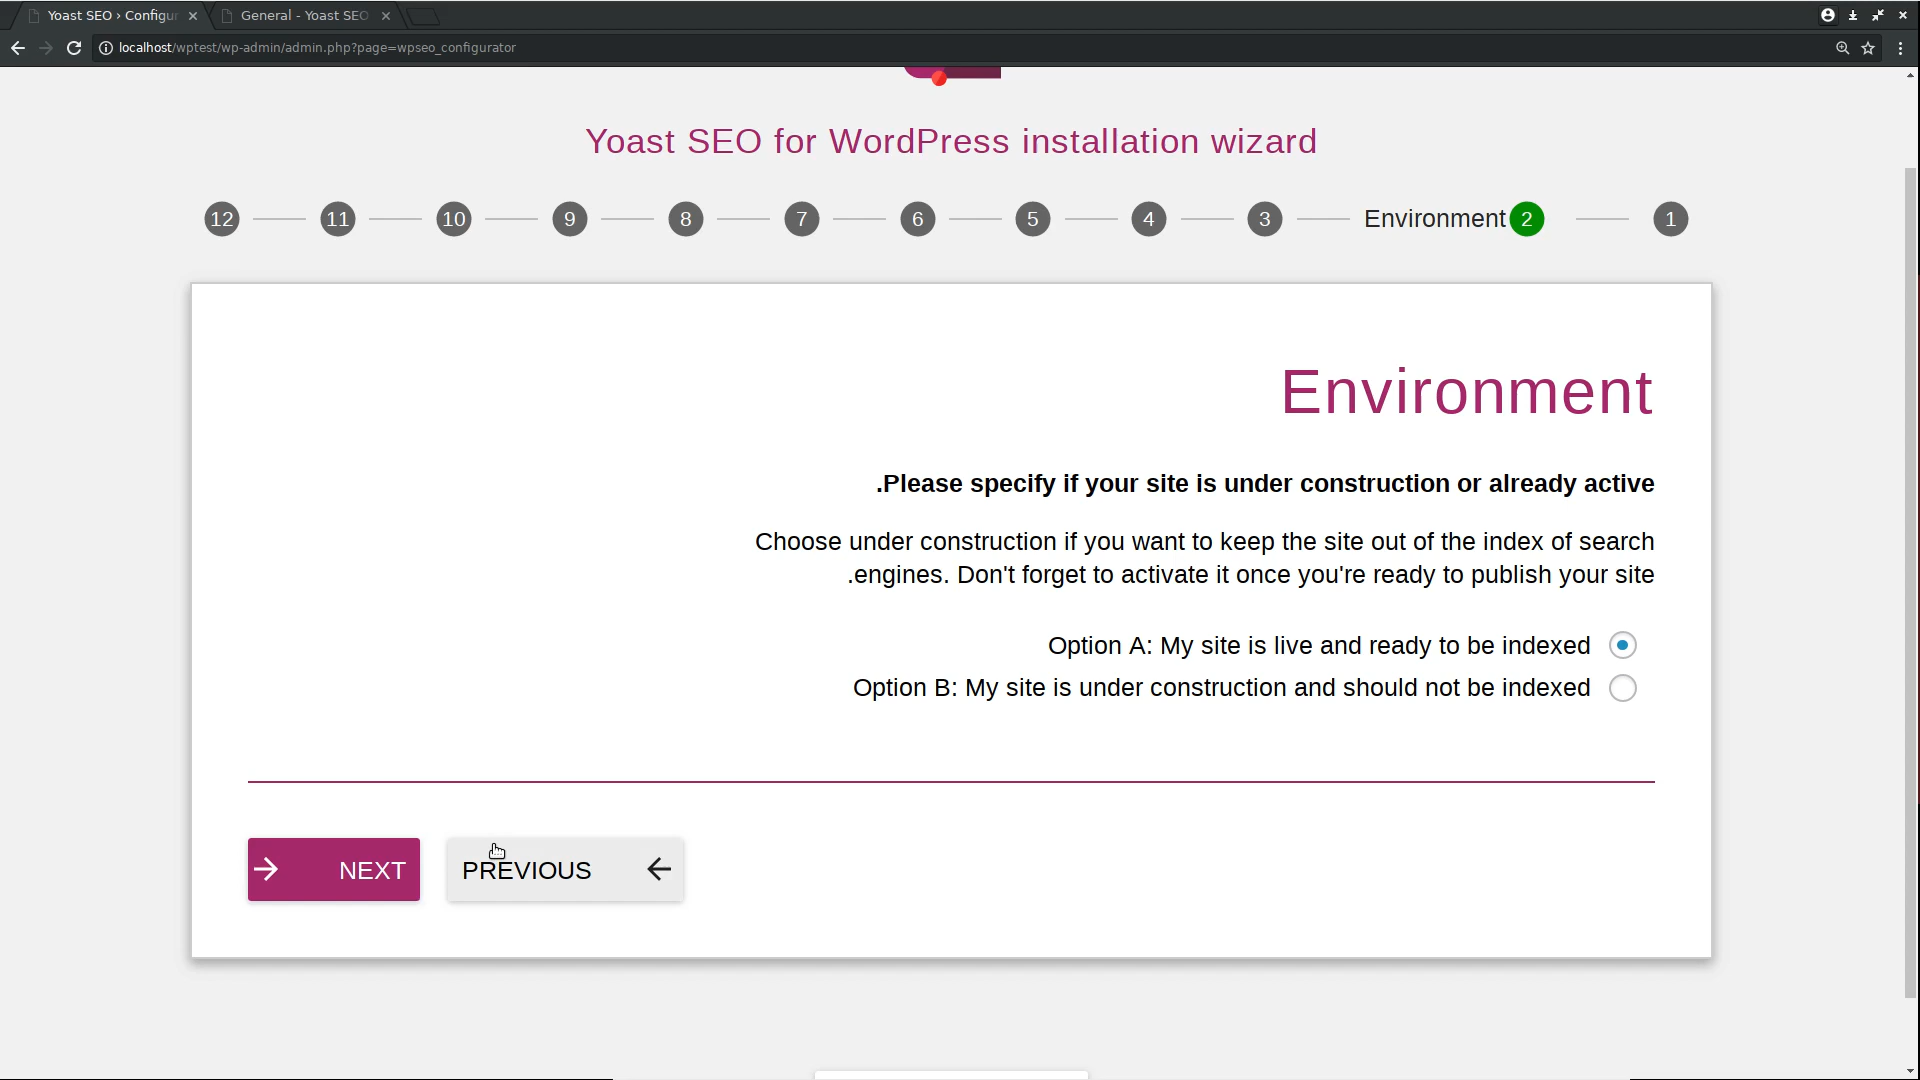 Yoast SEO › Configur
General - Yoast SEO
localhost/wptest/wp-admin/admin.php?page=wpseo_configurator
Yoast SEO for WordPress installation wizard
12 11 10 9 8 7 6 5 4 3 Environment 2 1
Environment
.Please specify if your site is under construction or already active
Choose under construction if you want to keep the site out of the index of search
.engines. Don't forget to activate it once you're ready to publish your site
Option A: My site is live and ready to be indexed
Option B: My site is under construction and should not be indexed
NEXT
PREVIOUS